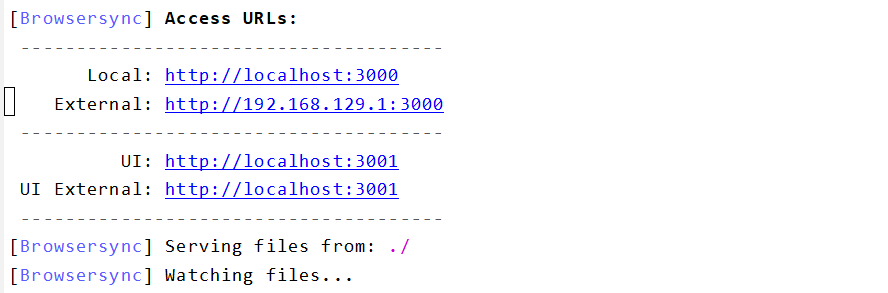 [Browsersync] Access URLs:
--------------------------------------
Local: http://localhost:3000
External: http://192.168.129.1:3000
--------------------------------------
UI: http://localhost:3001
UI External: http://localhost:3001
--------------------------------------
[Browsersync] Serving files from: ./
[Browsersync] Watching files...